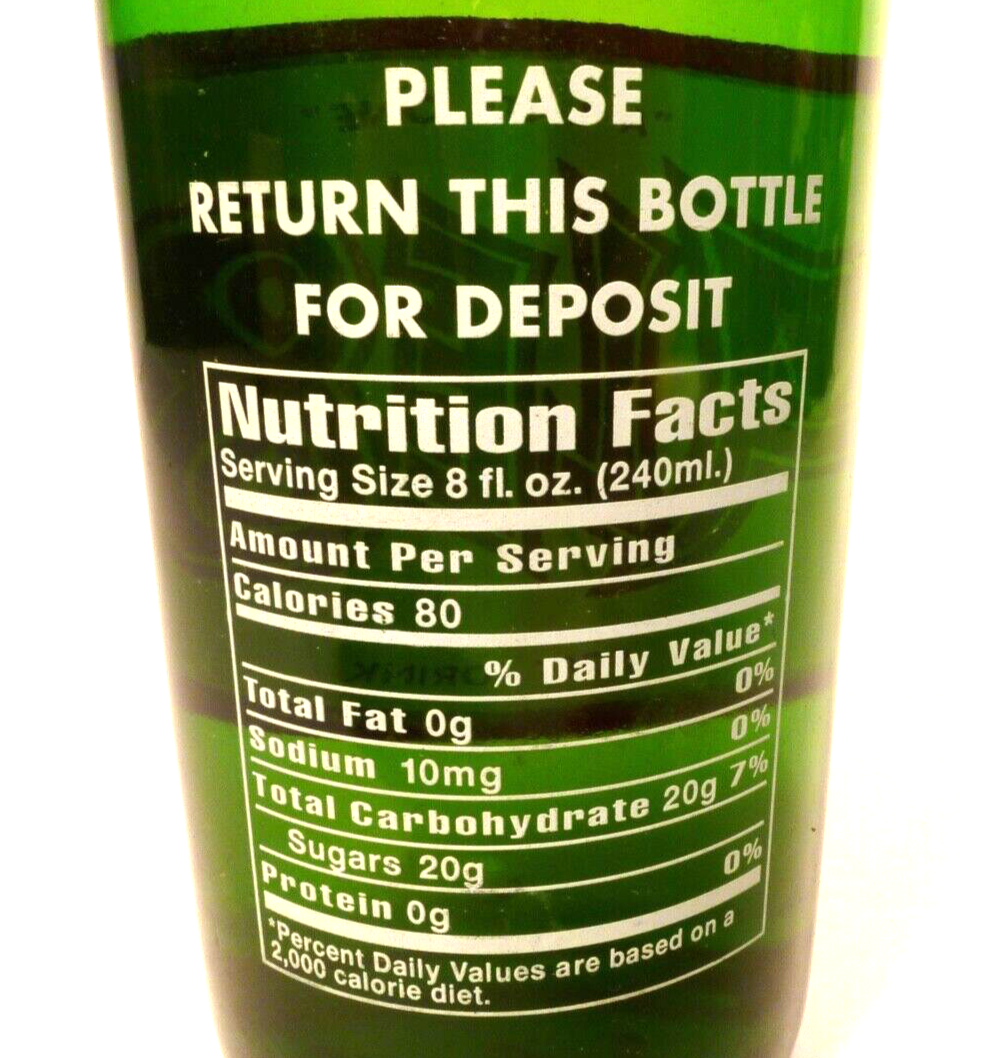 PLEASE
RETURN THIS BOTTLE
FOR DEPOSIT
Nutrition Facts
Serving Size 8 fl. oz. (240ml.)
Amount Per Serving
Calories 80
% Daily Value*
Total Fat 0g 0%
Sodium 10mg 0%
Total Carbohydrate 20g 7%
Sugars 20g
Protein 0g 0%
*Percent Daily Values are based on a
2,000 calorie diet.